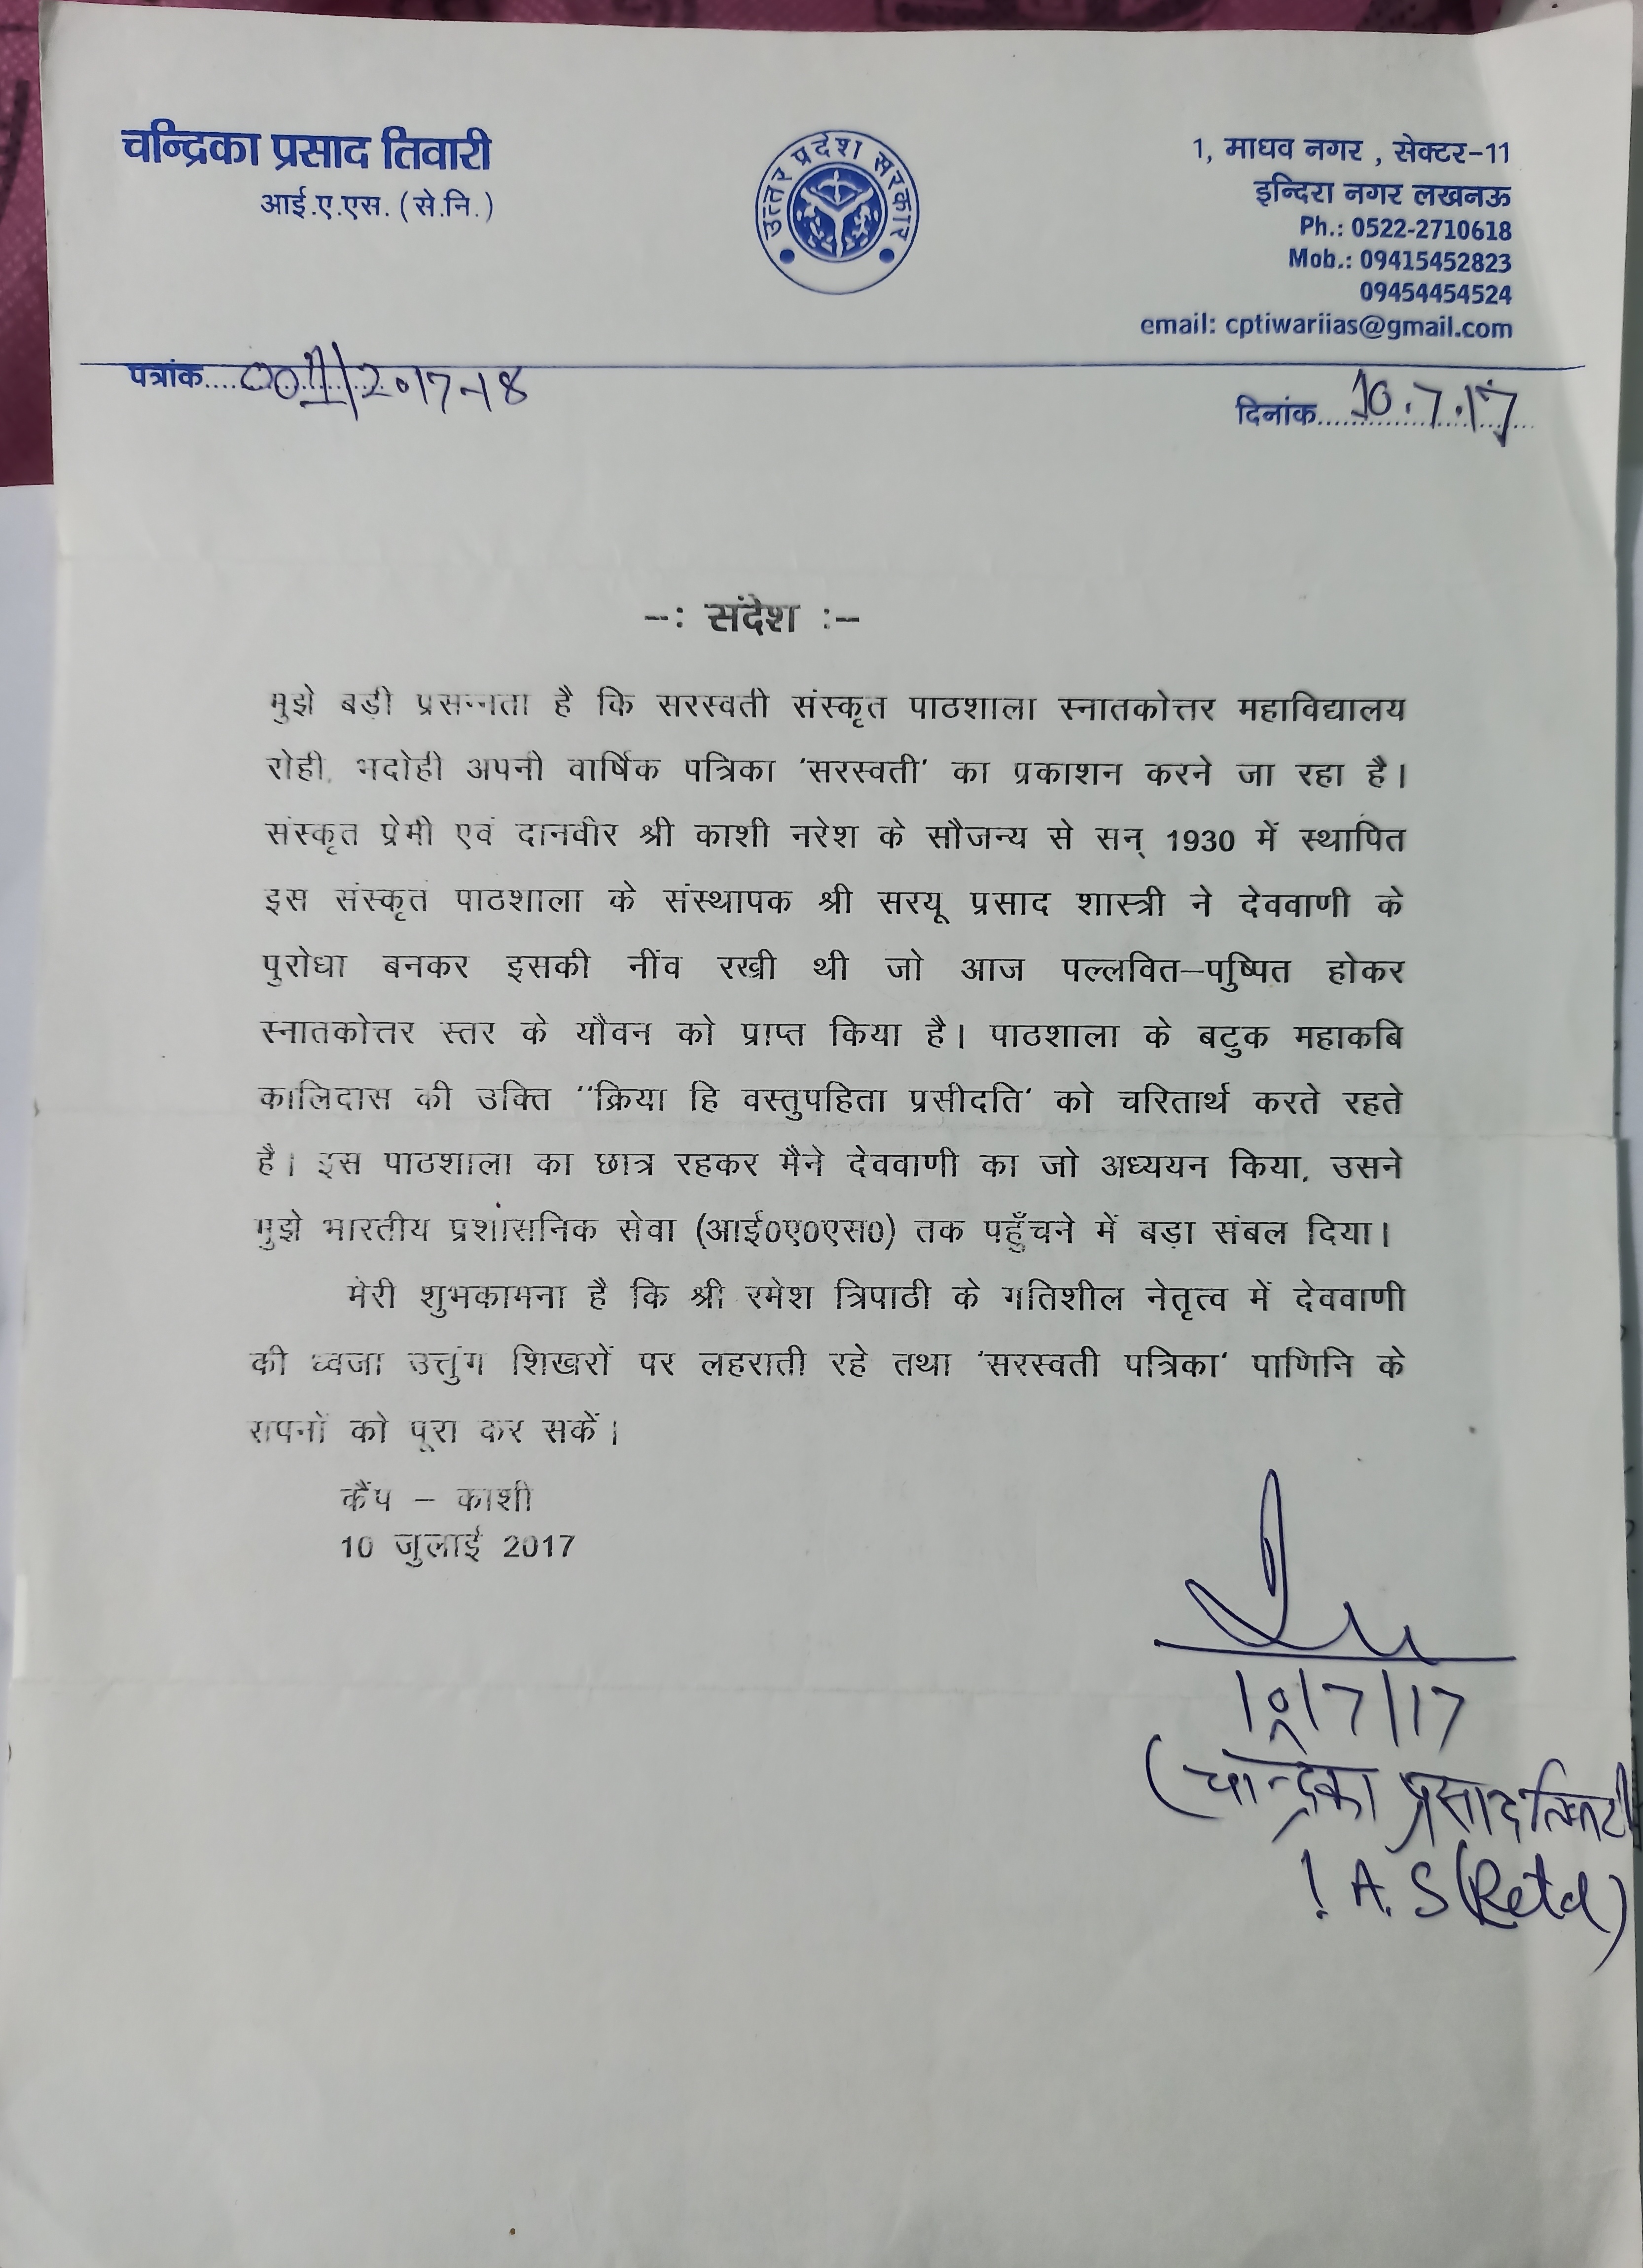 चन्द्रिका प्रसाद तिवारी
आई.ए.एस. (से.नि.)
उत्तर प्रदेश सरकार
1, माधव नगर , सेक्टर-11
इन्दिरा नगर लखनऊ
Ph.: 0522-2710618
Mob.: 09415452823
09454454524
email: cptiwariias@gmail.com
पत्रांक....001/2017-18
दिनांक....10.7.17
–: संदेश :–
मुझे बड़ी प्रसन्नता है कि सरस्वती संस्कृत पाठशाला स्नातकोत्तर महाविद्यालय
रोही, भदोही अपनी वार्षिक पत्रिका 'सरस्वती' का प्रकाशन करने जा रहा है।
संस्कृत प्रेमी एवं दानवीर श्री काशी नरेश के सौजन्य से सन् 1930 में स्थापित
इस संस्कृत पाठशाला के संस्थापक श्री सरयू प्रसाद शास्त्री ने देववाणी के
पुरोधा बनकर इसकी नींव रखी थी जो आज पल्लवित–पुष्पित होकर
स्नातकोत्तर स्तर के यौवन को प्राप्त किया है। पाठशाला के बटुक महाकबि
कालिदास की उक्ति ''क्रिया हि वस्तुपहिता प्रसीदति' को चरितार्थ करते रहते
है। इस पाठशाला का छात्र रहकर मैने देववाणी का जो अध्ययन किया, उसने
मुझे भारतीय प्रशासनिक सेवा (आई०ए०एस०) तक पहुँचने में बड़ा संबल दिया।
मेरी शुभकामना है कि श्री रमेश त्रिपाठी के गतिशील नेतृत्व में देववाणी
की ध्वजा उत्तुंग शिखरों पर लहराती रहे तथा 'सरस्वती पत्रिका' पाणिनि के
सपनों को पूरा कर सकें।
कैंप – काशी
10 जुलाई 2017
10/7/17
(चन्द्रिका प्रसाद तिवारी
I.A.S (Retd)